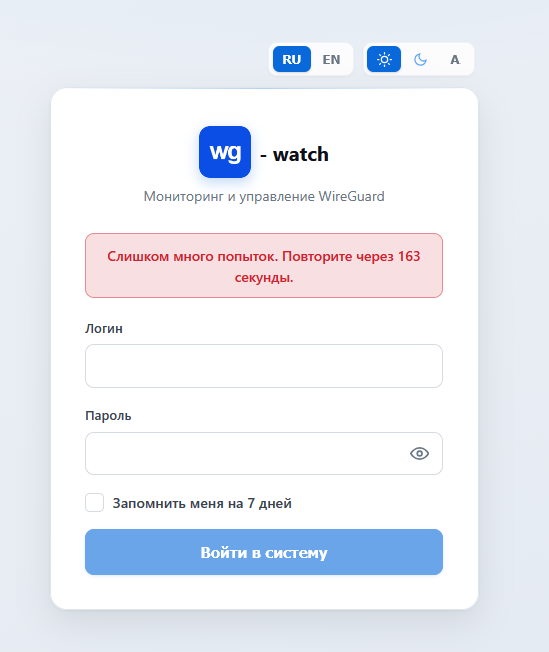 RU EN A
wg - watch
Мониторинг и управление WireGuard
Слишком много попыток. Повторите через 163
секунды.
Логин
Пароль
Запомнить меня на 7 дней
Войти в систему